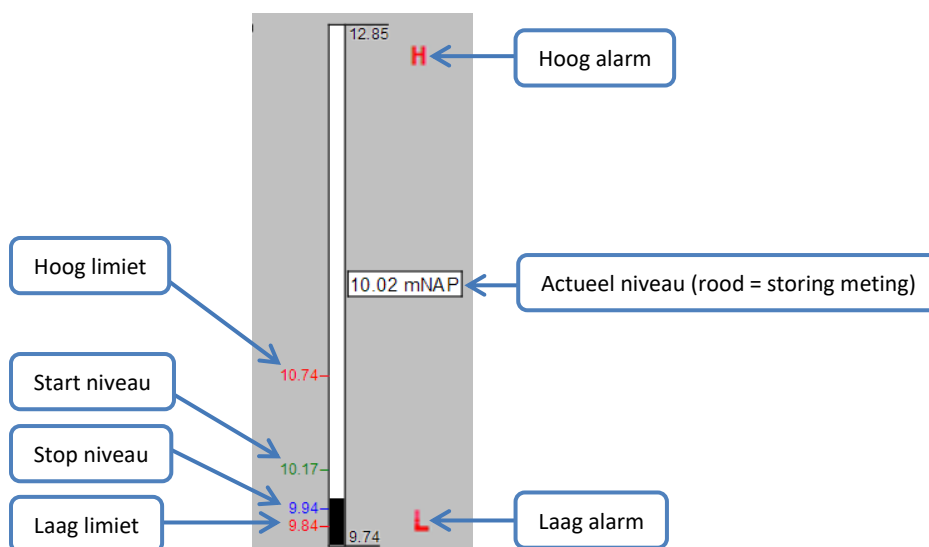 12.85
H
Hoog alarm
Hoog limiet
10.02 mNAP
Actueel niveau (rood = storing meting)
10.74
Start niveau
10.17
Stop niveau
9.94
Laag limiet
9.84
L
Laag alarm
9.74